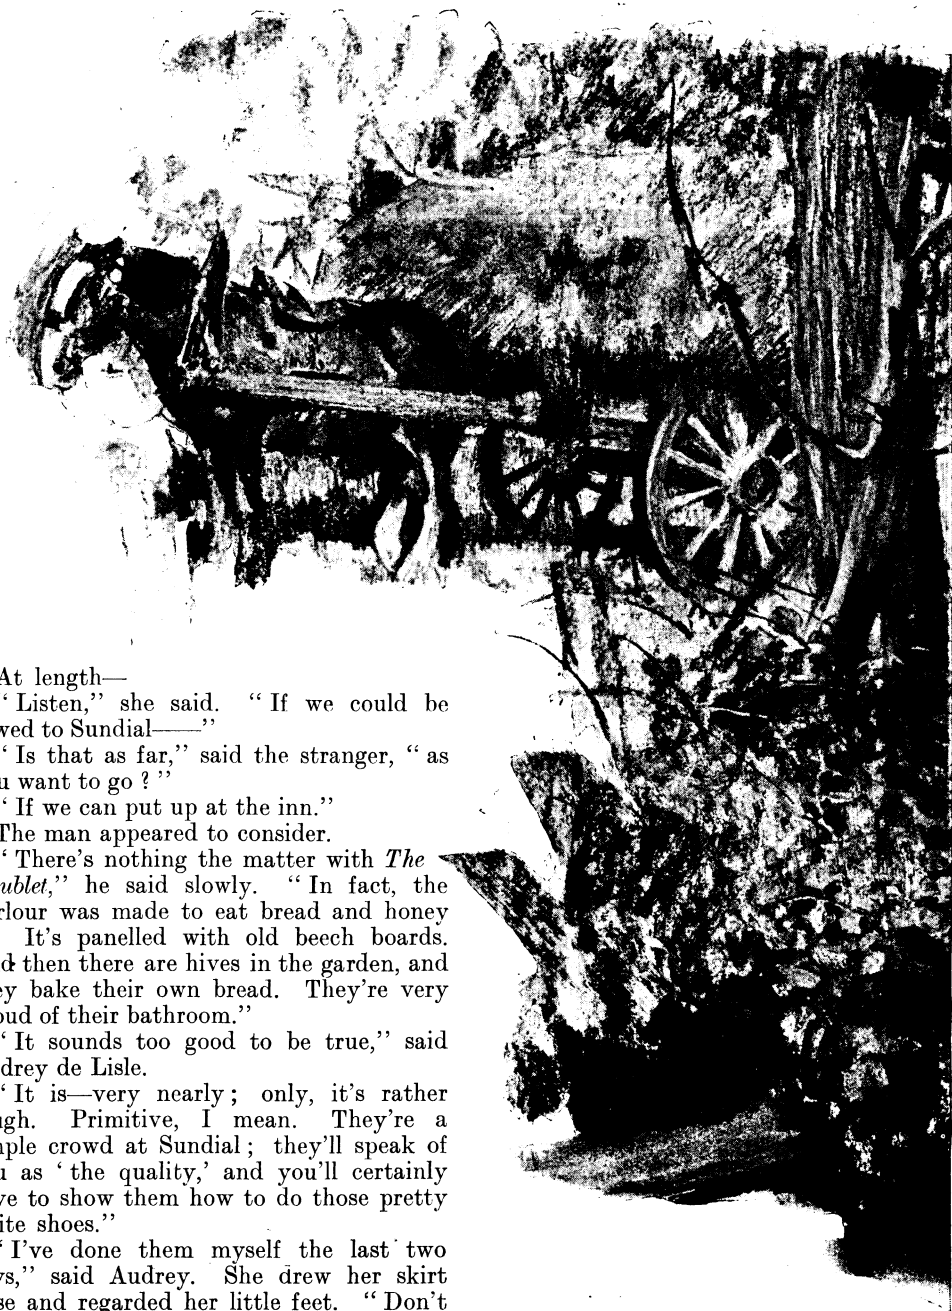 At length—
“ Listen,” she said. “ If we could be
wed to Sundial——”
“ Is that as far,” said the stranger, “ as
u want to go ? ”
“ If we can put up at the inn.”
The man appeared to consider.
“ There's nothing the matter with The
ublet,” he said slowly. “ In fact, the
rlour was made to eat bread and honey
It's panelled with old beech boards.
d then there are hives in the garden, and
ey bake their own bread. They're very
oud of their bathroom.”
“ It sounds too good to be true,” said
drey de Lisle.
“ It is—very nearly ; only, it's rather
ugh. Primitive, I mean. They're a
mple crowd at Sundial ; they'll speak of
u as ‘ the quality,’ and you'll certainly
ve to show them how to do those pretty
ite shoes.”
“ I've done them myself the last two
ys,” said Audrey. She drew her skirt
se and regarded her little feet. “ Don't